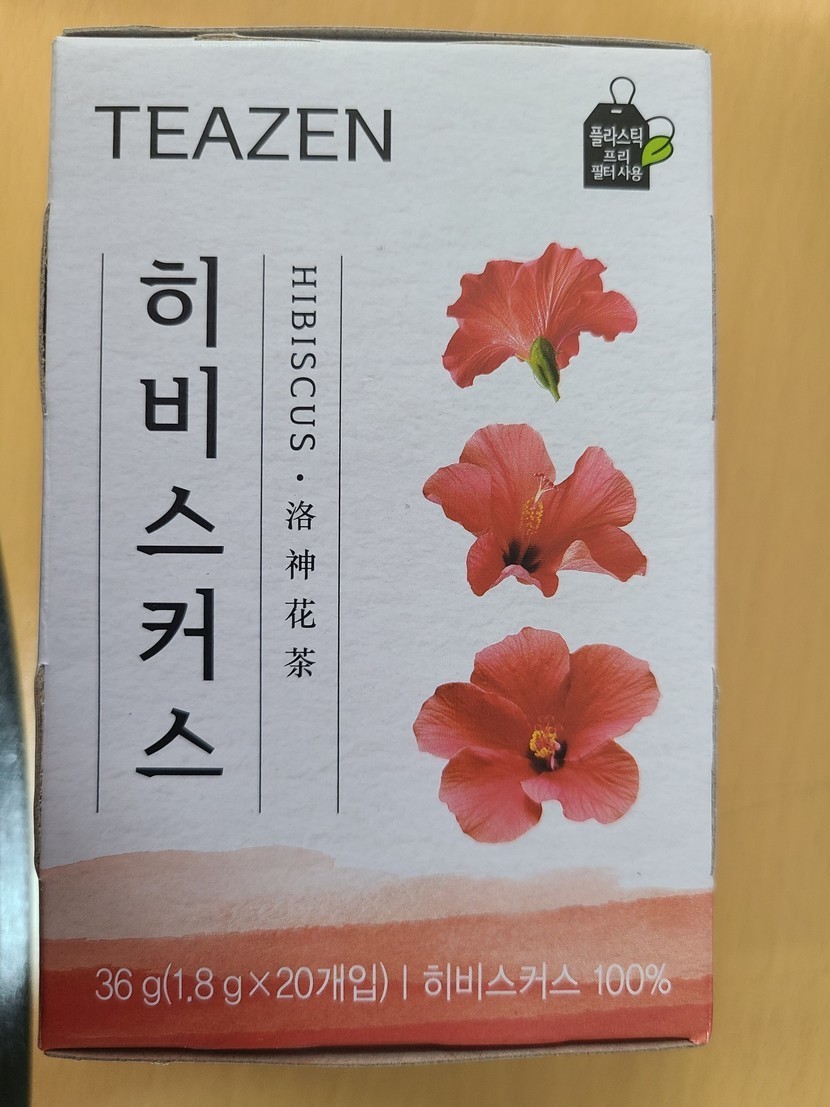 TEAZEN
플라스틱
프리
필터 사용
히비스커스
HIBISCUS · 洛神花茶
36 g(1.8 g×20개입) | 히비스커스 100%